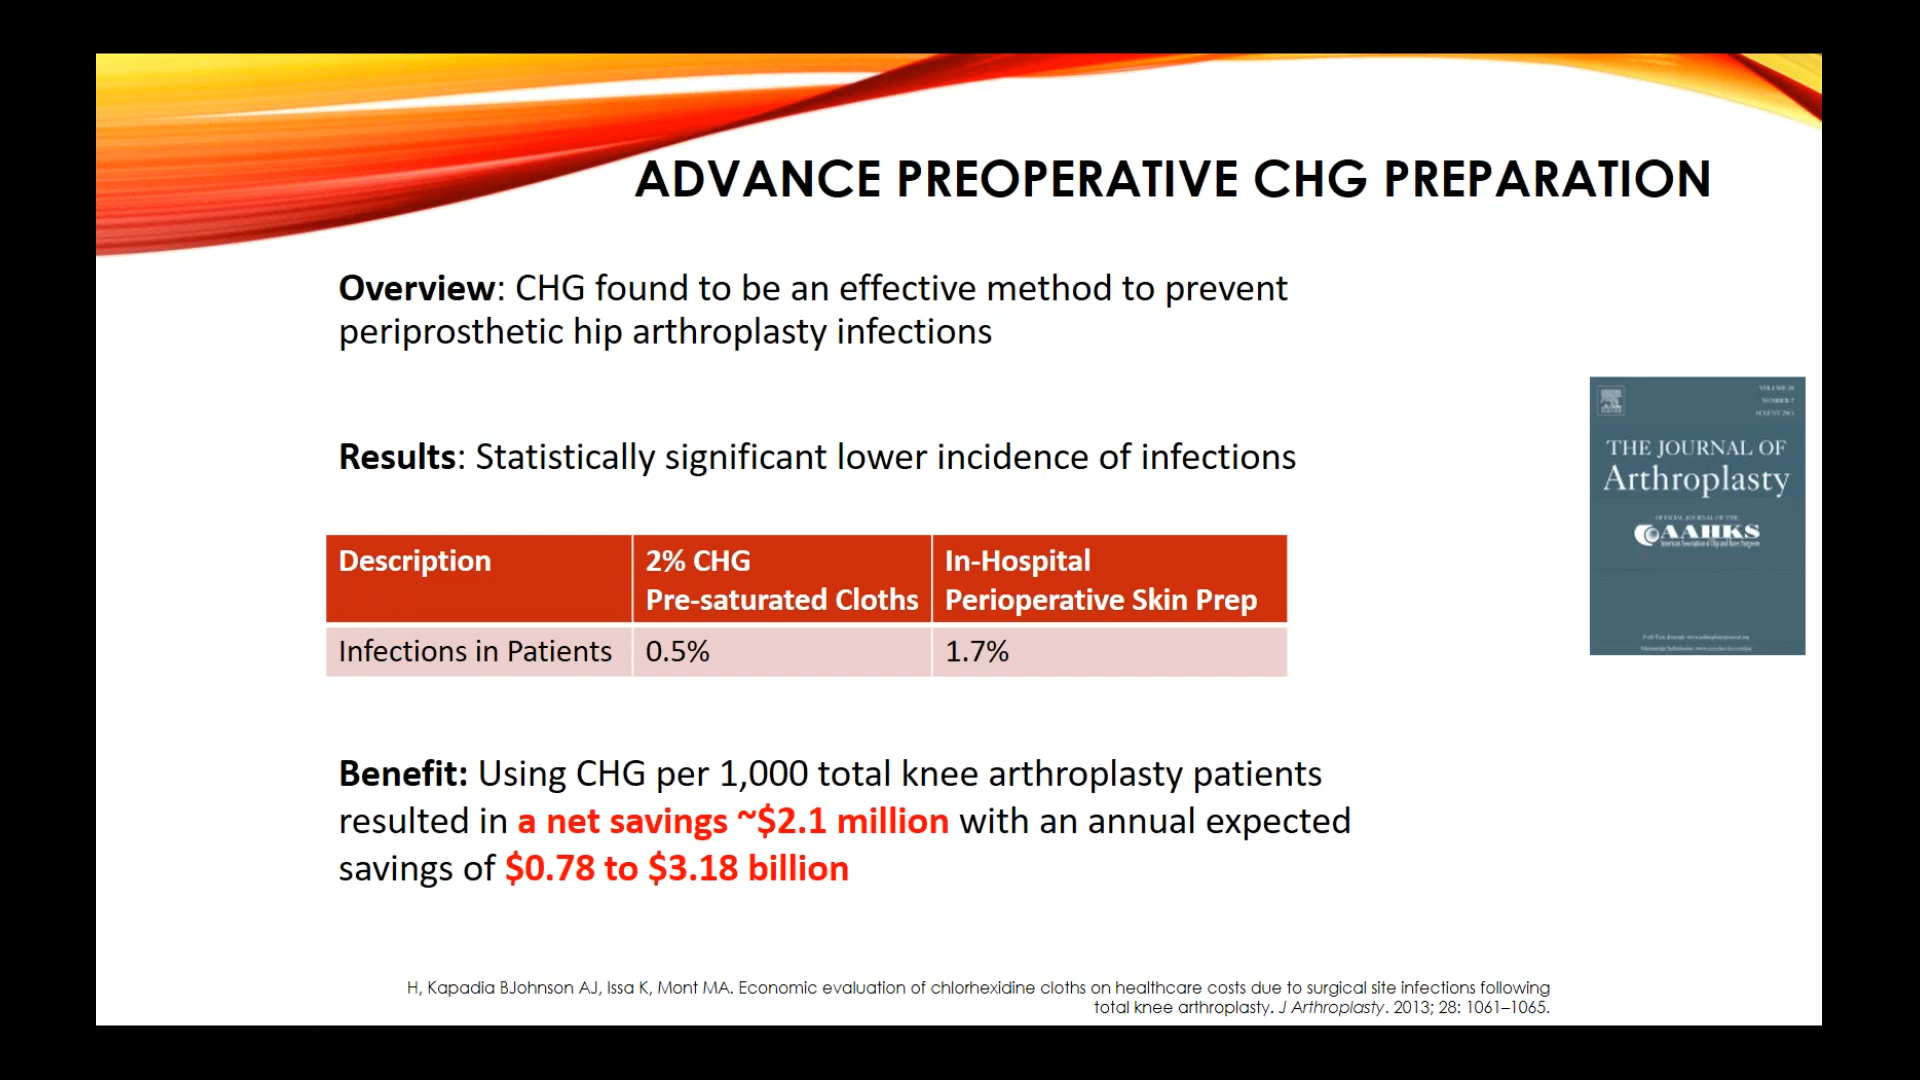 ADVANCE PREOPERATIVE CHG PREPARATION
Overview: CHG found to be an effective method to prevent
periprosthetic hip arthroplasty infections
Results: Statistically significant lower incidence of infections
Description
2% CHG
Pre-saturated Cloths
In-Hospital
Perioperative Skin Prep
Infections in Patients
0.5%
1.7%
Benefit: Using CHG per 1,000 total knee arthroplasty patients
resulted in a net savings ~$2.1 million with an annual expected
savings of $0.78 to $3.18 billion
THE JOURNAL OF
Arthroplasty
AAHKS
H, Kapadia BJohnson AJ, Issa K, Mont MA. Economic evaluation of chlorhexidine cloths on healthcare costs due to surgical site infections following
total knee arthroplasty. J Arthroplasty. 2013; 28: 1061–1065.